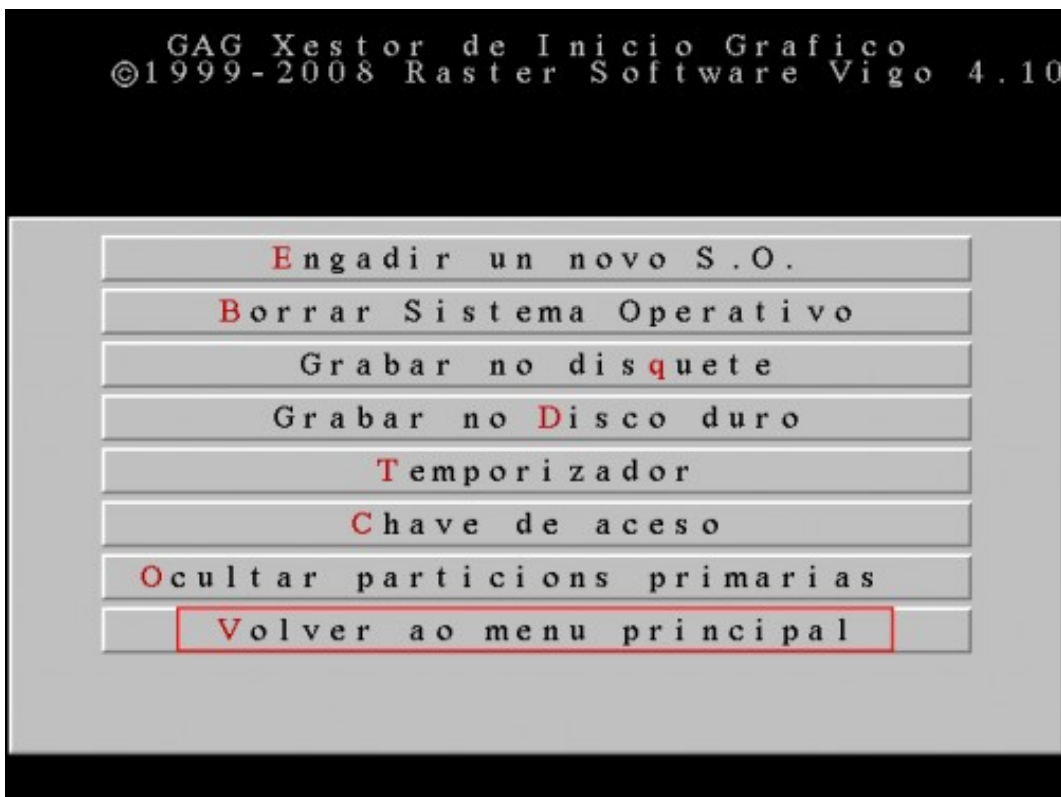 GAG Xestor de Inicio Grafico
©1999-2008 Raster Software Vigo 4.10
Engadir un novo S.O.
Borrar Sistema Operativo
Grabar no disquete
Grabar no Disco duro
Temporizador
Chave de aceso
Ocultar particions primarias
Volver ao menu principal